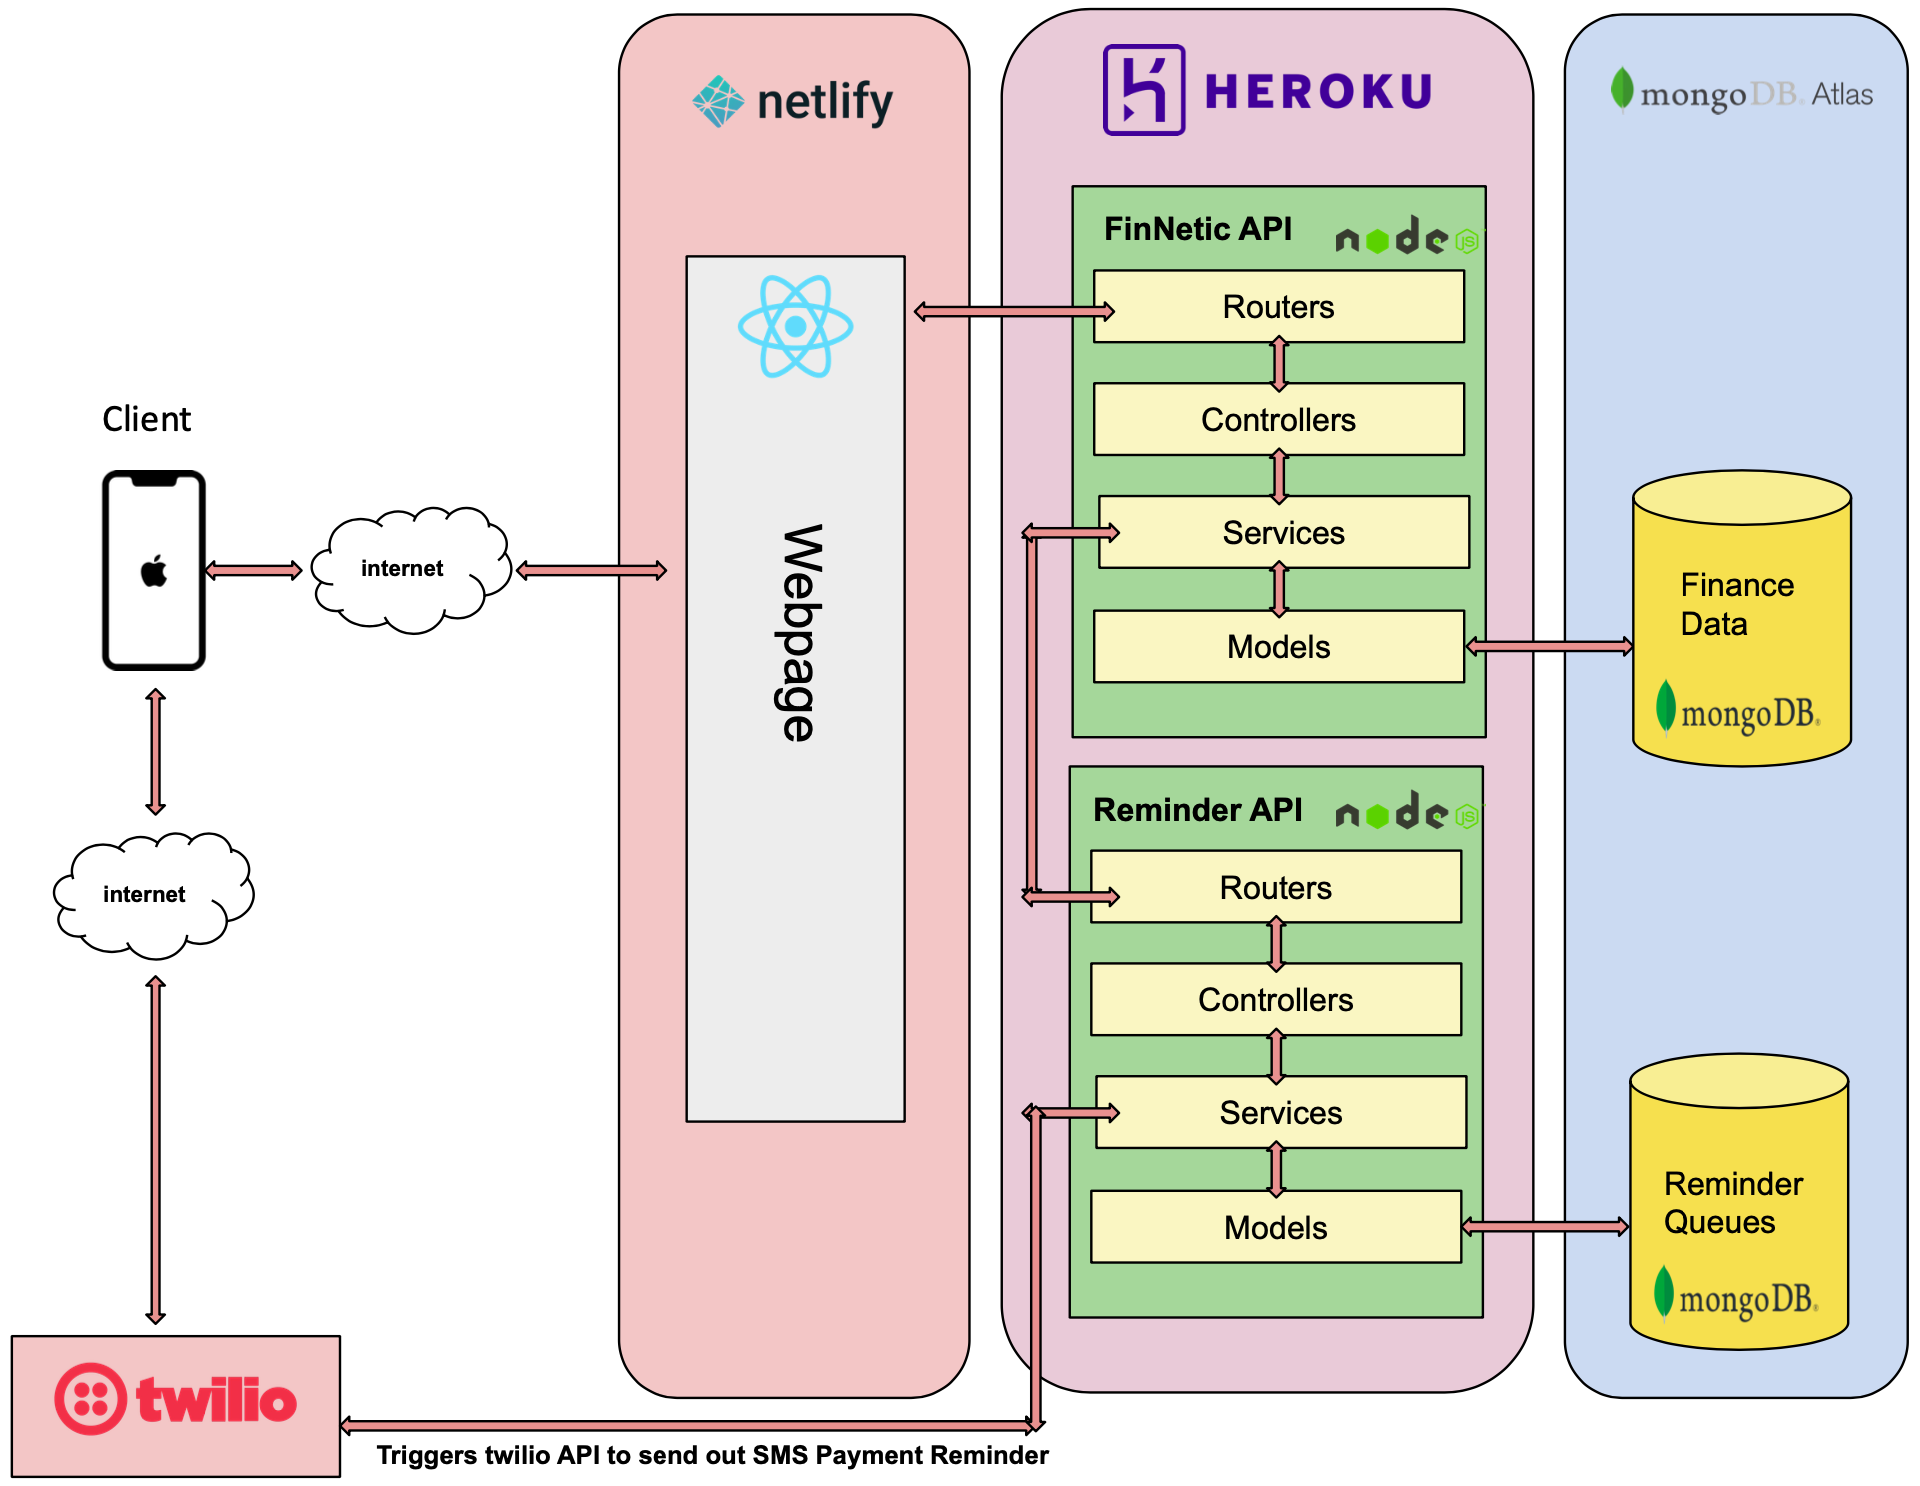 netlify
HEROKU
mongoDB. Atlas
FinNetic API
node
JS
Routers
Controllers
Services
Models
Client
internet
Webpage
Finance
Data
mongoDB®
Reminder API
node
JS
Routers
Controllers
Services
Models
internet
Reminder
Queues
mongoDB®
twilio
Triggers twilio API to send out SMS Payment Reminder